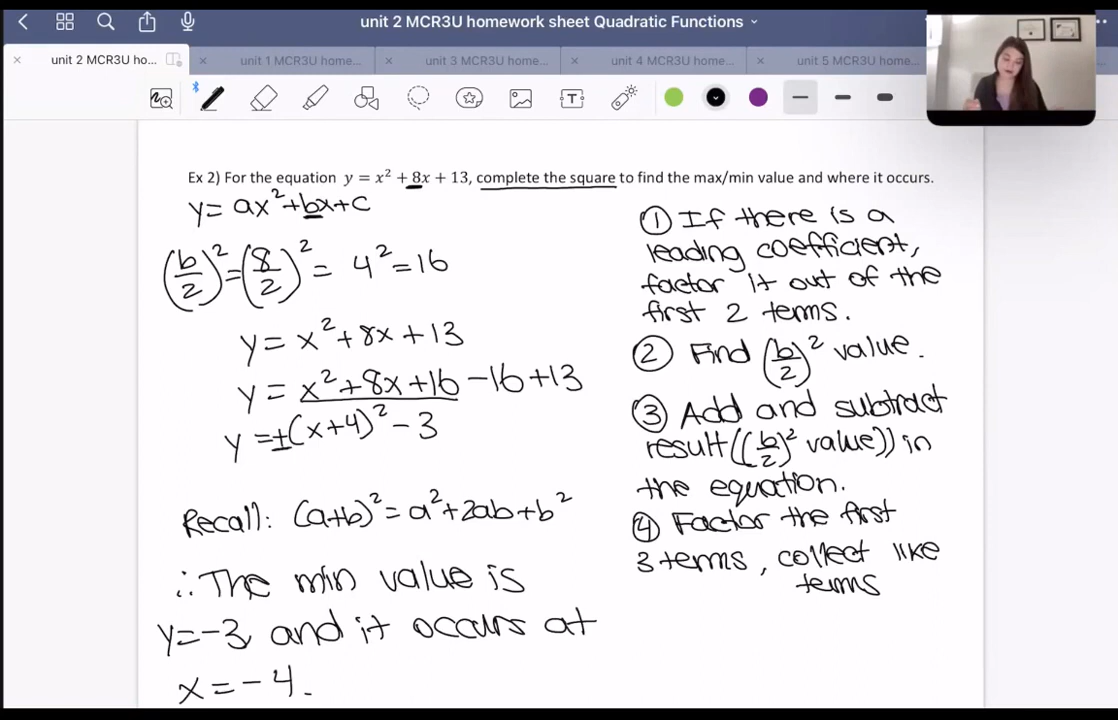 unit 2 MCR3U homework sheet Quadratic Functions
unit 2 MCR3U ho...
unit 1 MCR3U home...
unit 3 MCR3U home...
unit 4 MCR3U home...
unit 5 MCR3U home...
Ex 2) For the equation y = x² + 8x + 13, complete the square to find the max/min value and where it occurs.
y = ax² + bx + c
(b/2)² = (8/2)² = 4² = 16
y = x² + 8x + 13
y = x² + 8x + 16 - 16 + 13
y = ±(x+4)² - 3
Recall: (a+b)² = a² + 2ab + b²
∴ The min value is
y = -3 and it occurs at
x = -4.
① If there is a
leading coefficient,
factor it out of the
first 2 terms.
② Find (b/2)² value.
③ Add and subtract
result ((b/2)² value)) in
the equation.
④ Factor the first
3 terms, collect like
terms